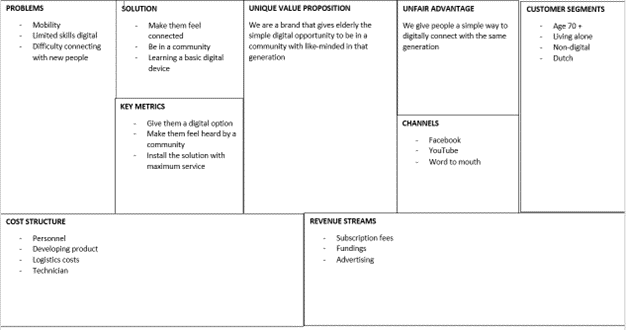 PROBLEMS
- Mobility
- Limited skills digital
- Difficulty connecting
with new people
SOLUTION
- Make them feel
connected
- Be in a community
- Learning a basic digital
device
KEY METRICS
- Give them a digital option
- Make them feel heard by a
community
- Install the solution with
maximum service
UNIQUE VALUE PROPOSITION
We are a brand that gives elderly the
simple digital opportunity to be in a
community with like-minded in that
generation
UNFAIR ADVANTAGE
We give people a simple way to
digitally connect with the same
generation
CHANNELS
- Facebook
- YouTube
- Word to mouth
CUSTOMER SEGMENTS
- Age 70 +
- Living alone
- Non-digital
- Dutch
COST STRUCTURE
- Personnel
- Developing product
- Logistics costs
- Technician
REVENUE STREAMS
- Subscription fees
- Fundings
- Advertising